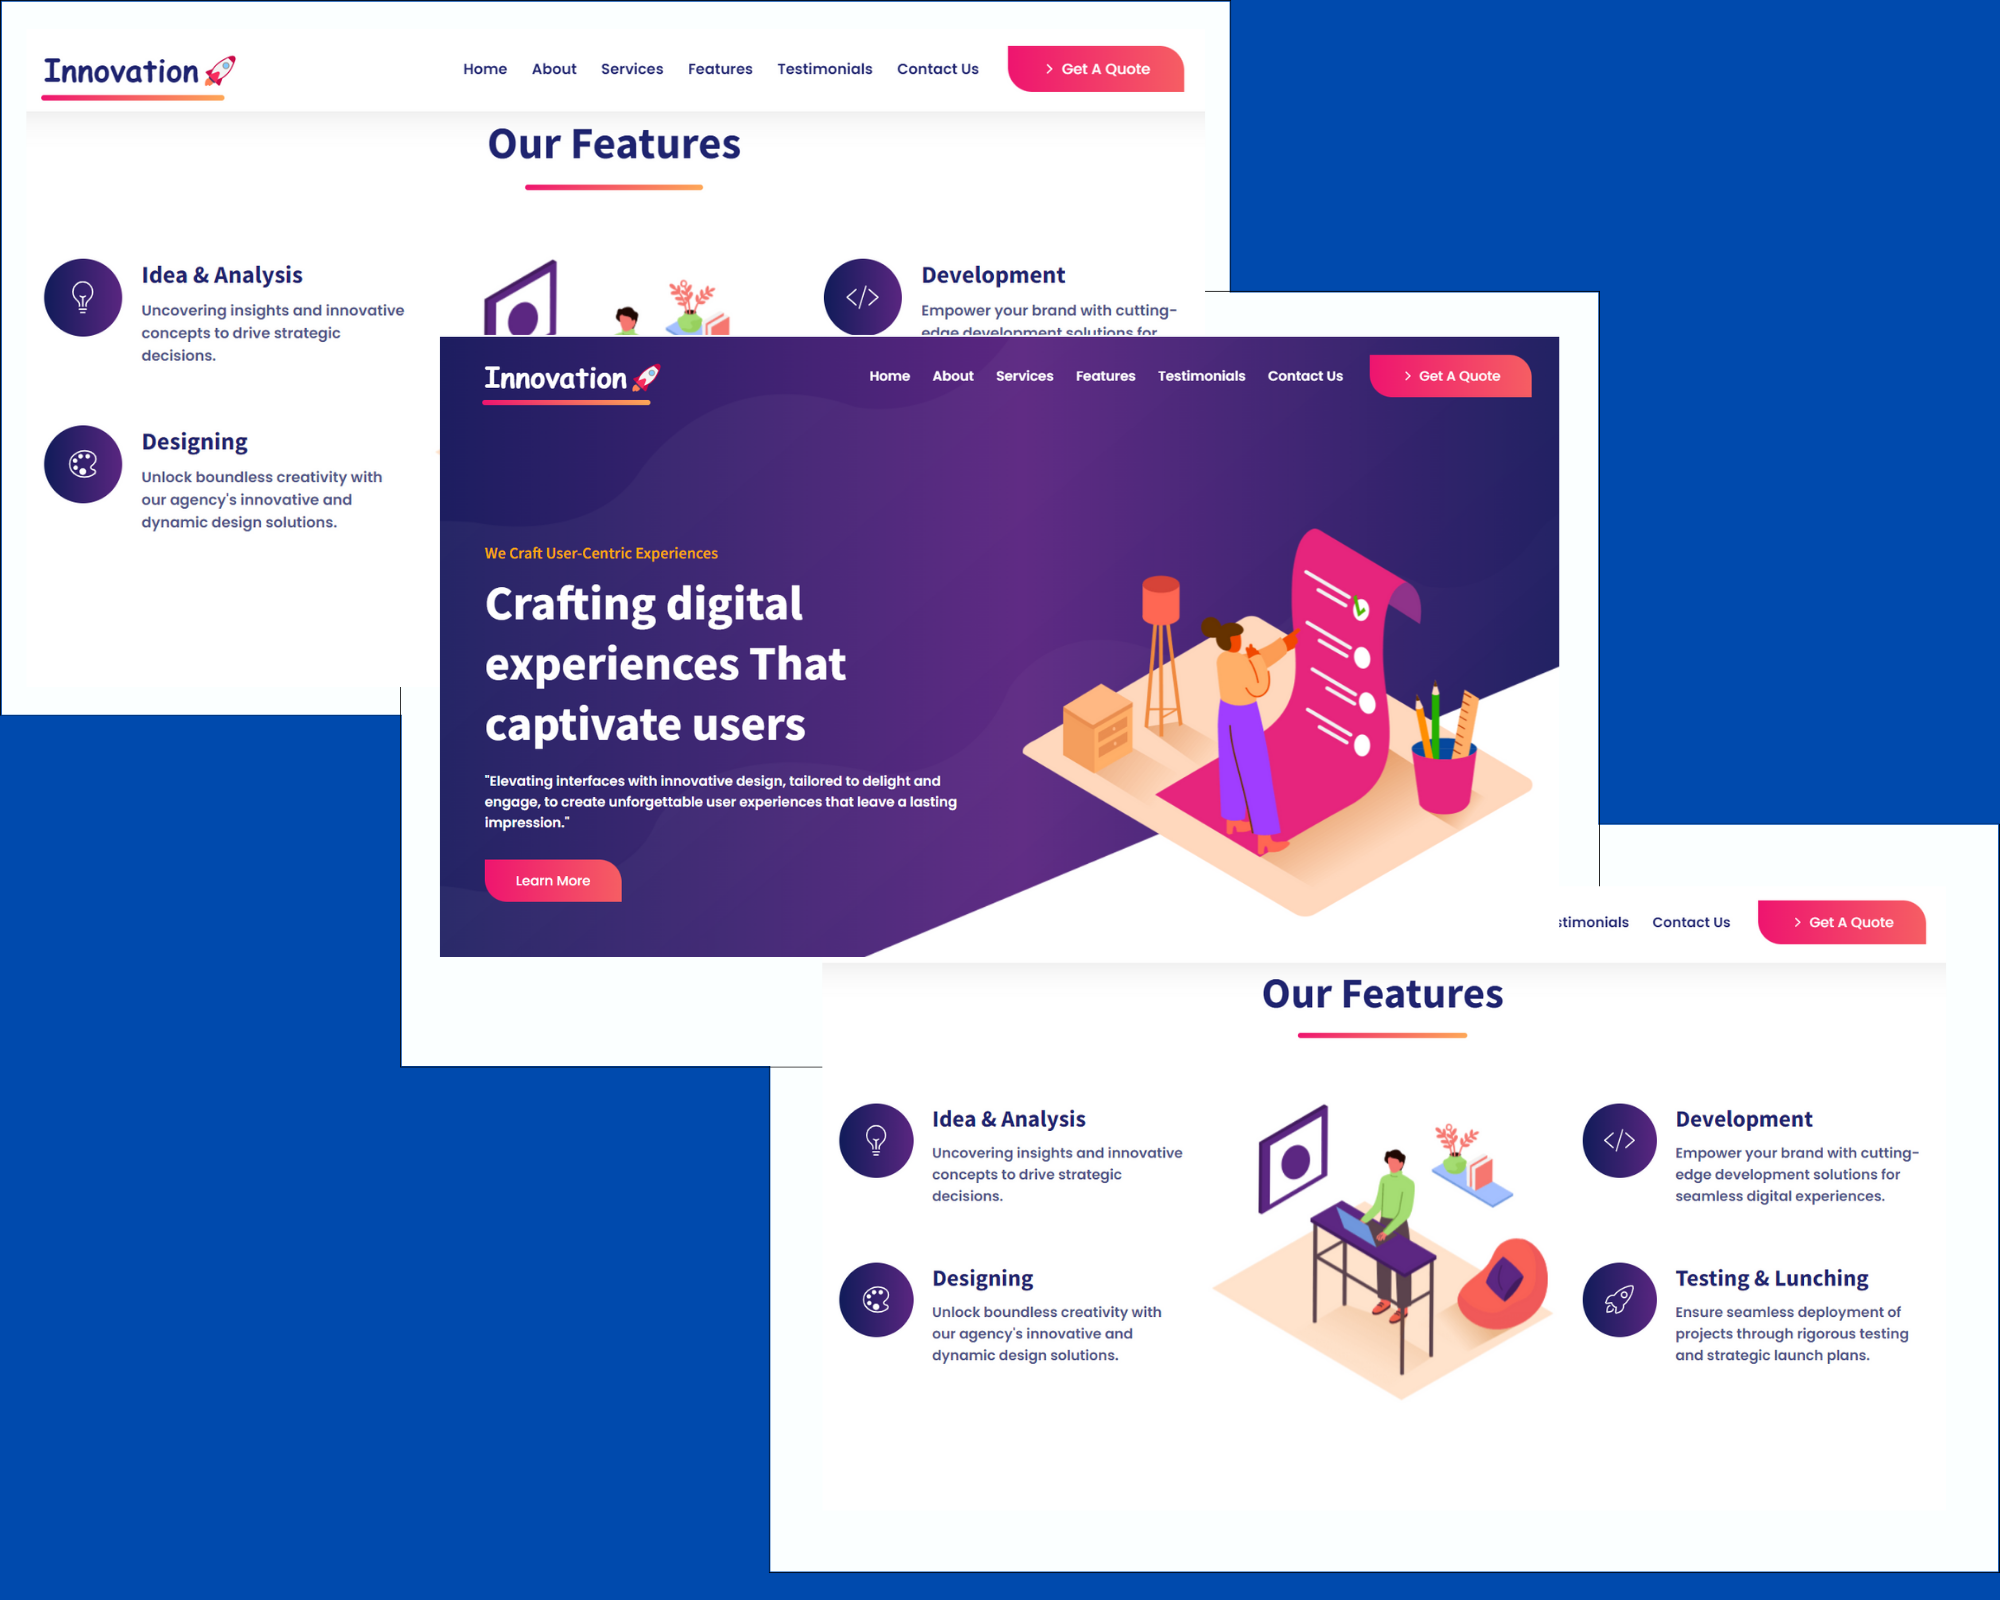 Innovation
Home About Services Features Testimonials Contact Us > Get A Quote
Our Features
Idea & Analysis
Uncovering insights and innovative
concepts to drive strategic
decisions.
Designing
Unlock boundless creativity with
our agency's innovative and
dynamic design solutions.
</> Development
Empower your brand with cutting-
edge development solutions for
Innovation
Home About Services Features Testimonials Contact Us > Get A Quote
We Craft User-Centric Experiences
Crafting digital
experiences That
captivate users
"Elevating interfaces with innovative design, tailored to delight and
engage, to create unforgettable user experiences that leave a lasting
impression."
Learn More
stimonials Contact Us > Get A Quote
Our Features
Idea & Analysis
Uncovering insights and innovative
concepts to drive strategic
decisions.
Designing
Unlock boundless creativity with
our agency's innovative and
dynamic design solutions.
</> Development
Empower your brand with cutting-
edge development solutions for
seamless digital experiences.
Testing & Lunching
Ensure seamless deployment of
projects through rigorous testing
and strategic launch plans.